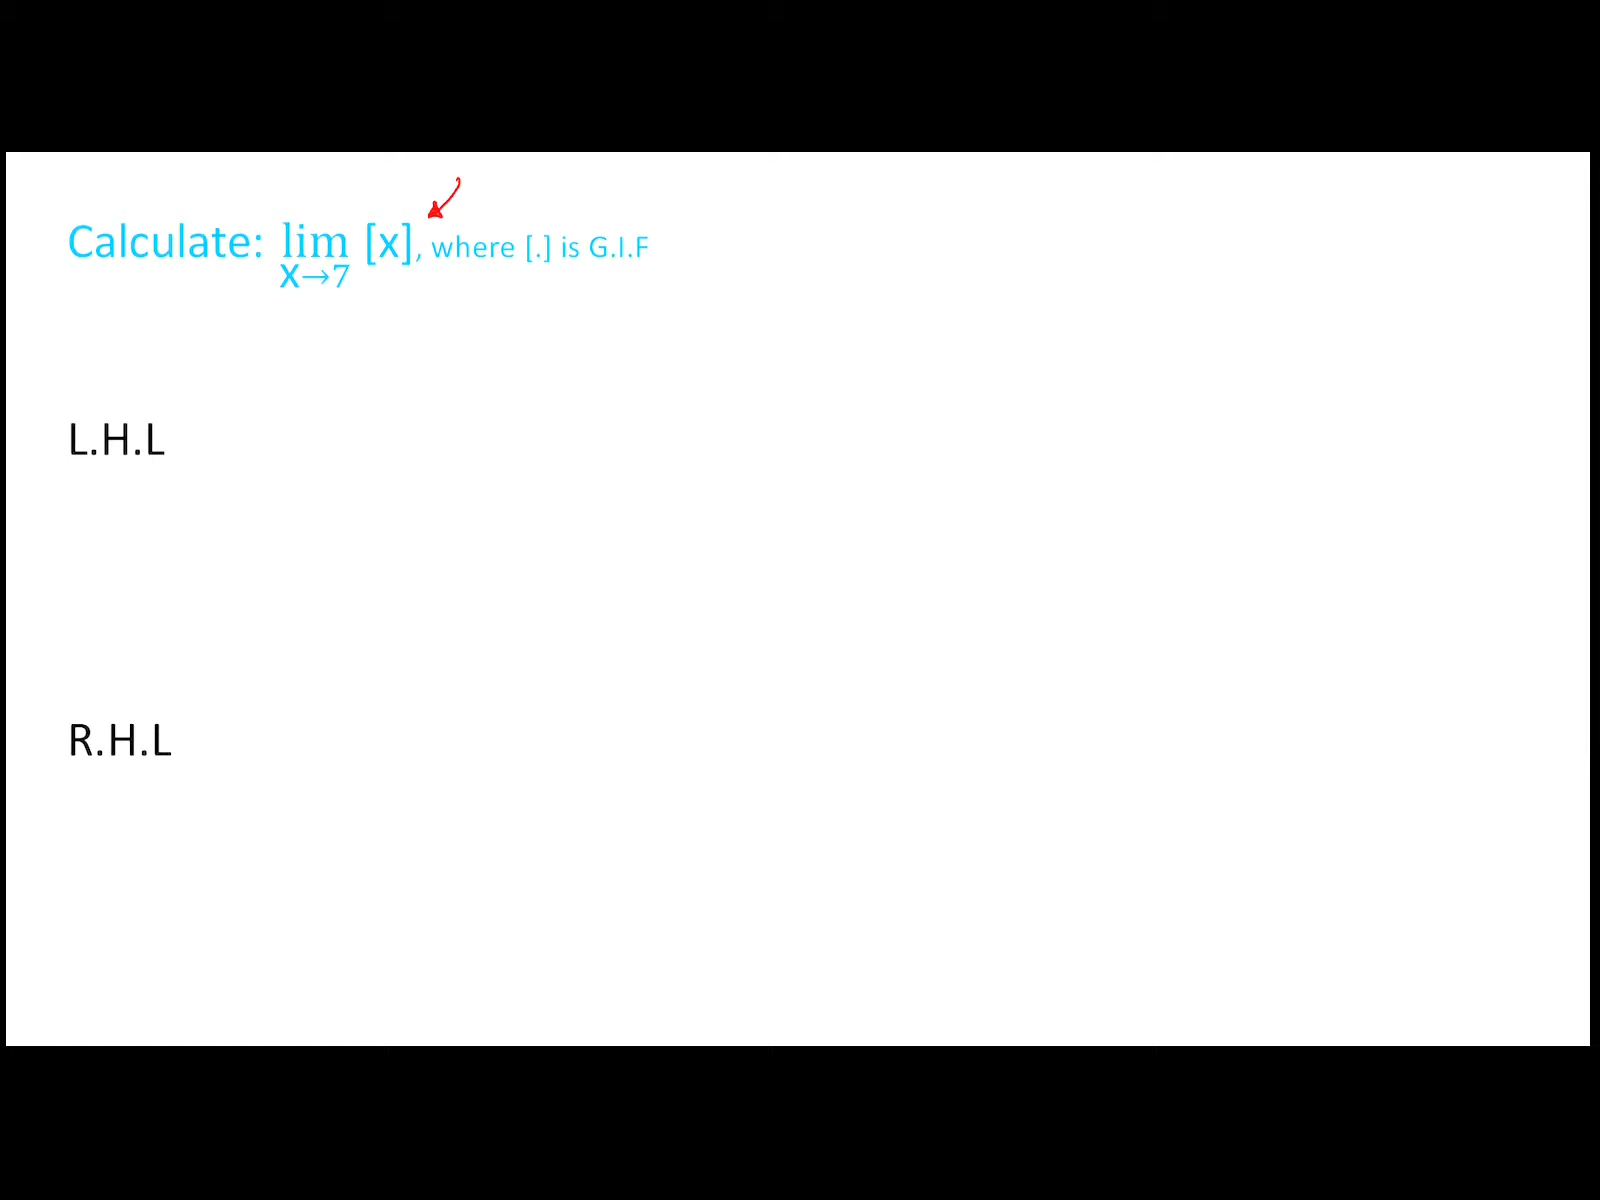 Calculate: lim [x], where [.] is G.I.F
x→7
L.H.L
R.H.L